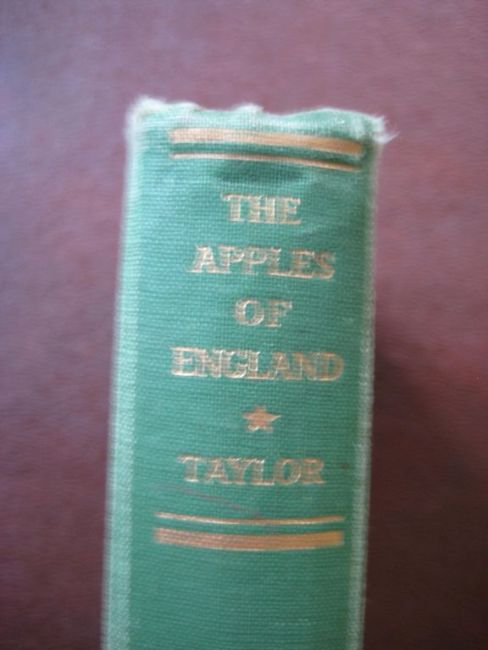 THE
APPLES
OF
ENGLAND
TAYLOR